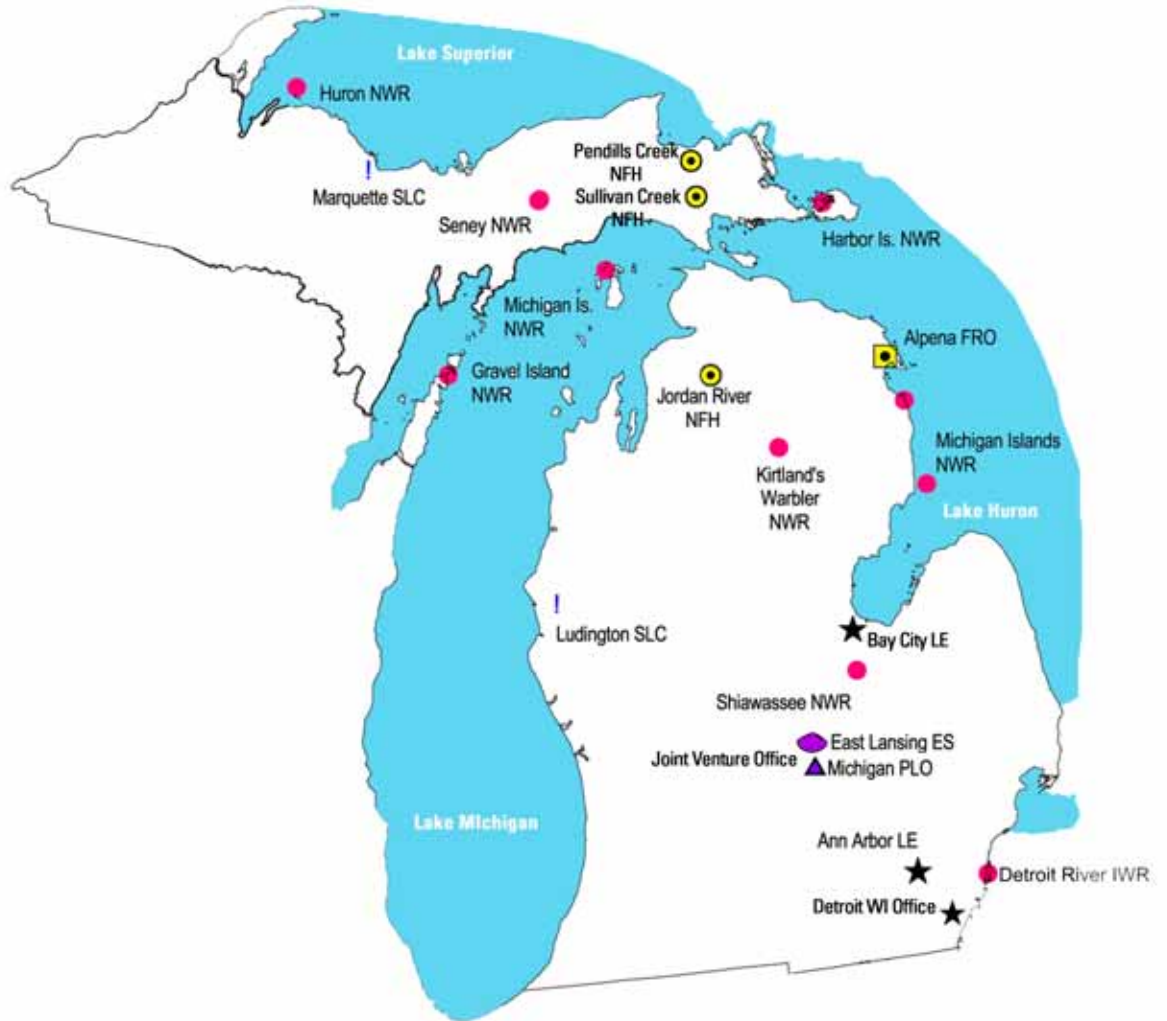 Lake Superior
Huron NWR
Pendills Creek
NFH
Marquette SLC
Sullivan Creek
NFH
Seney NWR
Harbor Is. NWR
Michigan Is.
NWR
Alpena FRO
Gravel Island
NWR
Jordan River
NFH
Michigan Islands
NWR
Kirtland's
Warbler
NWR
Lake Huron
Ludington SLC
Bay City LE
Shiawassee NWR
East Lansing ES
Joint Venture Office
Michigan PLO
Lake MIchigan
Ann Arbor LE
Detroit River IWR
Detroit WI Office